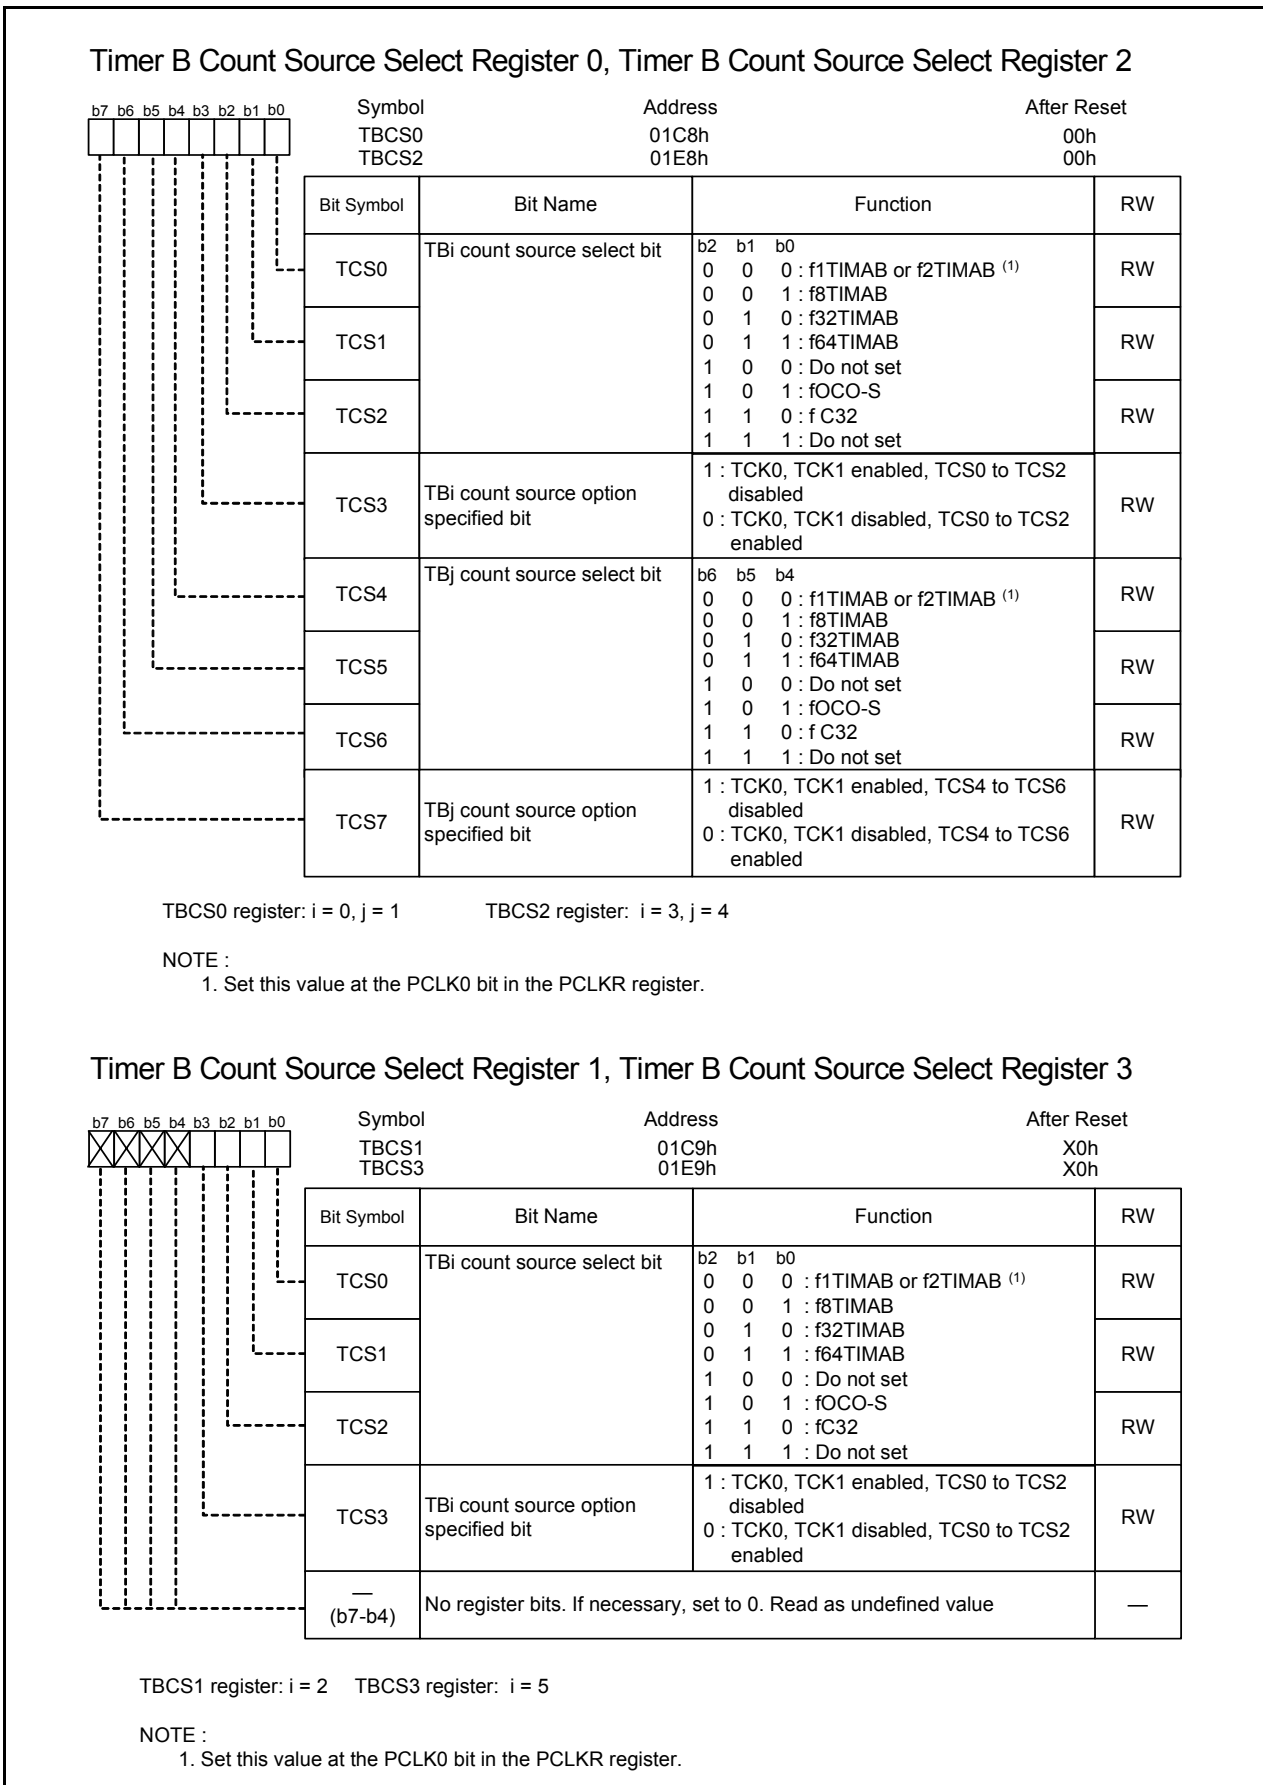 Timer B Count Source Select Register 0, Timer B Count Source Select Register 2
b7 b6 b5 b4 b3 b2 b1 b0
Symbol Address After Reset
TBCS0 01C8h 00h
TBCS2 01E8h 00h
Bit Symbol Bit Name Function RW
TCS0 TBi count source select bit RW
b2 b1 b0
0 0 0 : f1TIMAB or f2TIMAB (1)
0 0 1 : f8TIMAB
0 1 0 : f32TIMAB
TCS1 RW
0 1 1 : f64TIMAB
1 0 0 : Do not set
1 0 1 : fOCO-S
TCS2 RW
1 1 0 : f C32
1 1 1 : Do not set
TCS3 TBi count source option specified bit RW
1 : TCK0, TCK1 enabled, TCS0 to TCS2
disabled
0 : TCK0, TCK1 disabled, TCS0 to TCS2
enabled
TCS4 TBj count source select bit RW
b6 b5 b4
0 0 0 : f1TIMAB or f2TIMAB (1)
0 0 1 : f8TIMAB
0 1 0 : f32TIMAB
TCS5 RW
0 1 1 : f64TIMAB
1 0 0 : Do not set
1 0 1 : fOCO-S
TCS6 RW
1 1 0 : f C32
1 1 1 : Do not set
TCS7 TBj count source option specified bit RW
1 : TCK0, TCK1 enabled, TCS4 to TCS6
disabled
0 : TCK0, TCK1 disabled, TCS4 to TCS6
enabled
TBCS0 register: i = 0, j = 1 TBCS2 register: i = 3, j = 4
NOTE :
1. Set this value at the PCLK0 bit in the PCLKR register.
Timer B Count Source Select Register 1, Timer B Count Source Select Register 3
b7 b6 b5 b4 b3 b2 b1 b0
Symbol Address After Reset
TBCS1 01C9h X0h
TBCS3 01E9h X0h
Bit Symbol Bit Name Function RW
TCS0 TBi count source select bit RW
b2 b1 b0
0 0 0 : f1TIMAB or f2TIMAB (1)
0 0 1 : f8TIMAB
0 1 0 : f32TIMAB
TCS1 RW
0 1 1 : f64TIMAB
1 0 0 : Do not set
1 0 1 : fOCO-S
TCS2 RW
1 1 0 : fC32
1 1 1 : Do not set
TCS3 TBi count source option specified bit RW
1 : TCK0, TCK1 enabled, TCS0 to TCS2
disabled
0 : TCK0, TCK1 disabled, TCS0 to TCS2
enabled
—
(b7-b4) No register bits. If necessary, set to 0. Read as undefined value —
TBCS1 register: i = 2 TBCS3 register: i = 5
NOTE :
1. Set this value at the PCLK0 bit in the PCLKR register.